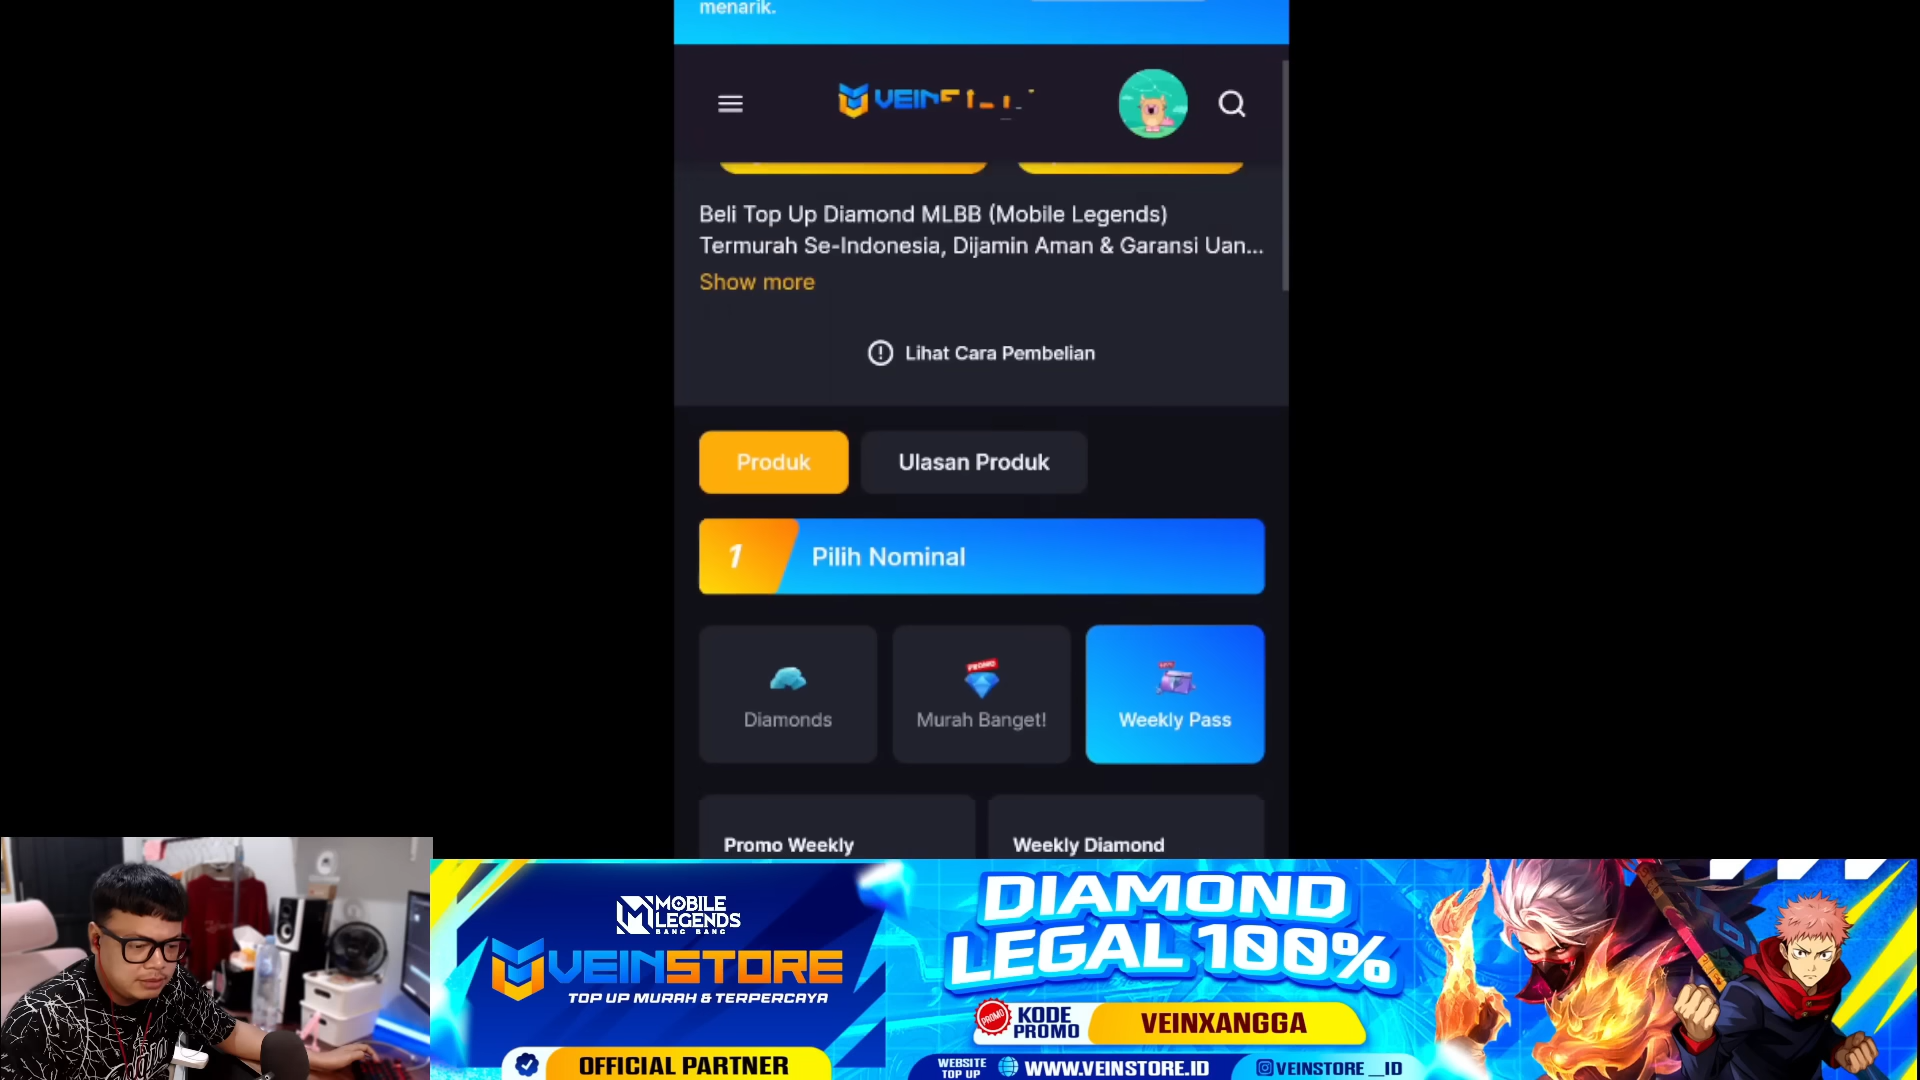 menarik.
Beli Top Up Diamond MLBB (Mobile Legends)
Termurah Se-Indonesia, Dijamin Aman & Garansi Uan...
Show more
Lihat Cara Pembelian
Produk
Ulasan Produk
1
Pilih Nominal
Diamonds
PROMO
Murah Banget!
Weekly Pass
Promo Weekly
Weekly Diamond
MOBILE
LEGENDS
BANG BANG
VEINSTORE
TOP UP MURAH & TERPERCAYA
OFFICIAL PARTNER
DIAMOND
LEGAL 100%
PROMO
KODE
PROMO
VEINXANGGA
WEBSITE
TOP UP
WWW.VEINSTORE.ID
VEINSTORE__ID